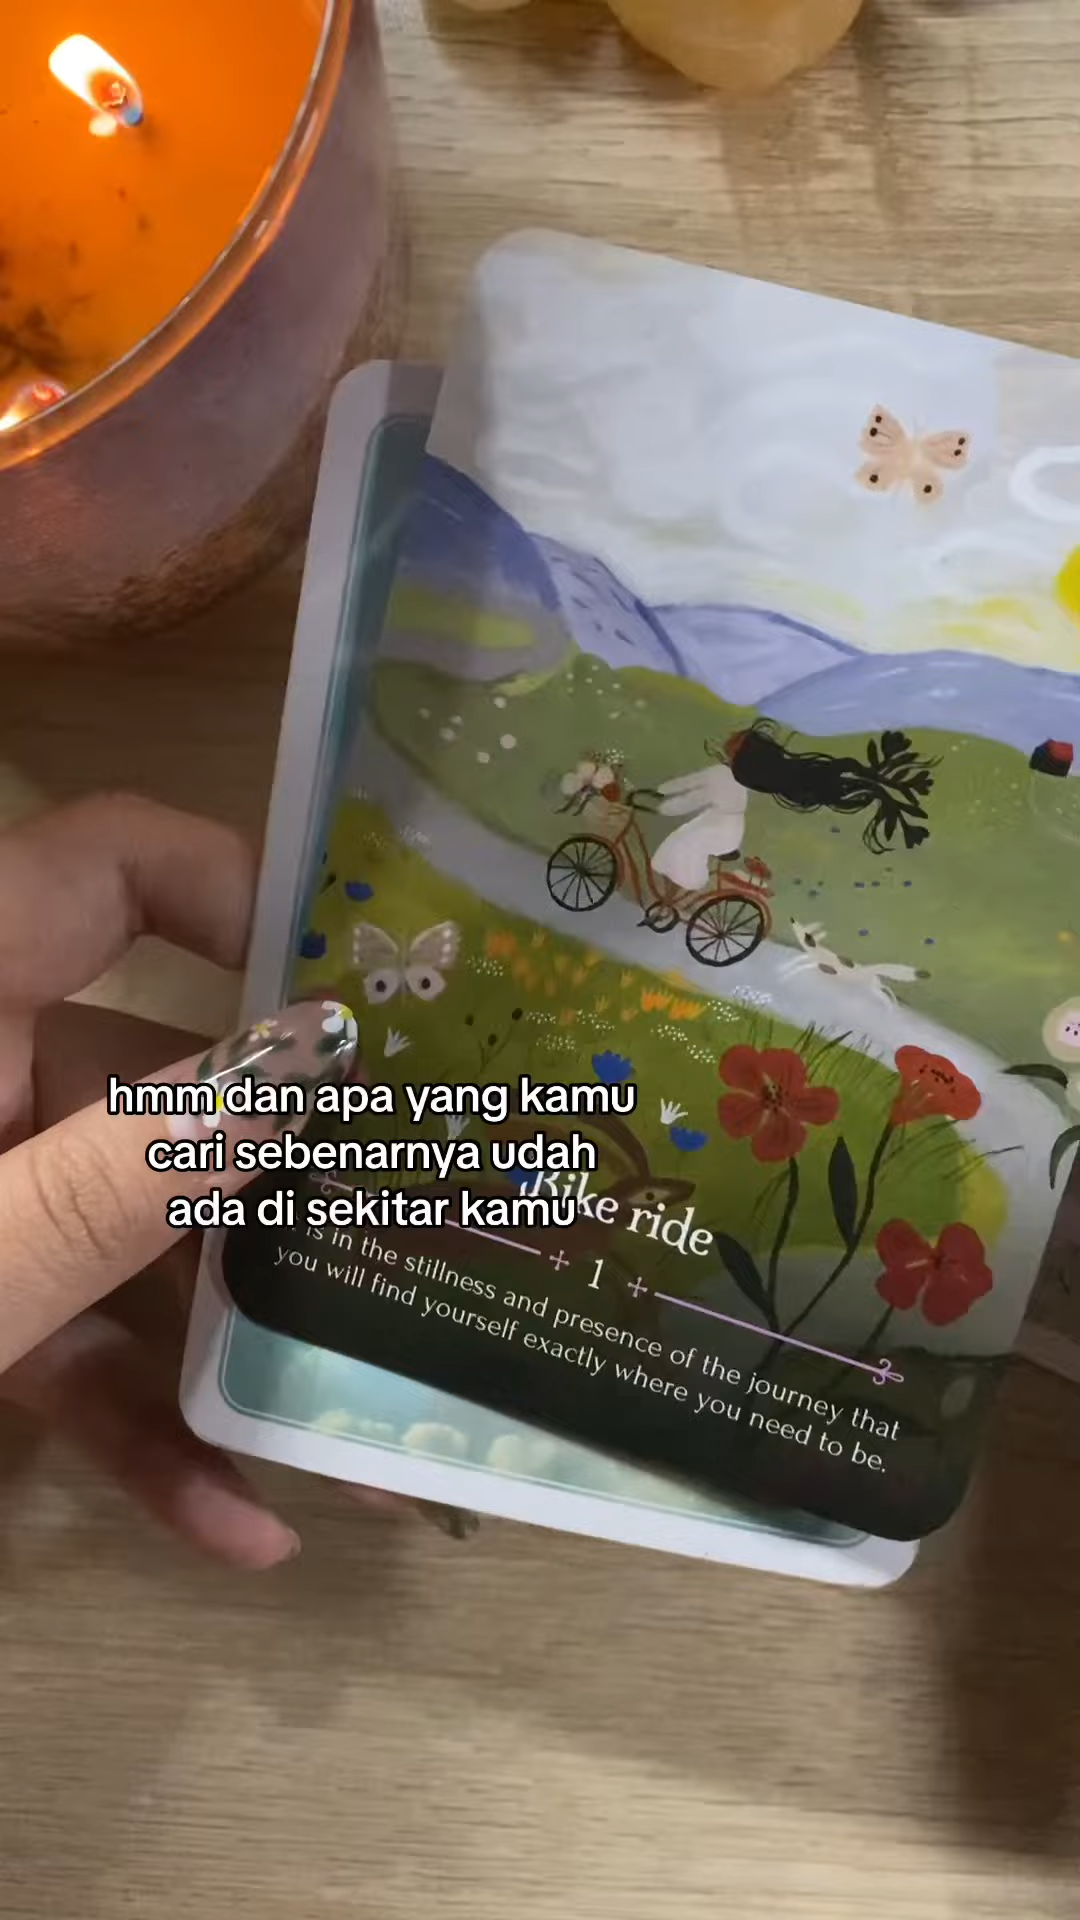 hmm dan apa yang kamu
cari sebenarnya udah
ada di sekitar kamu
ike ride
1
is in the stillness and presence of the journey that
you will find yourself exactly where you need to be.